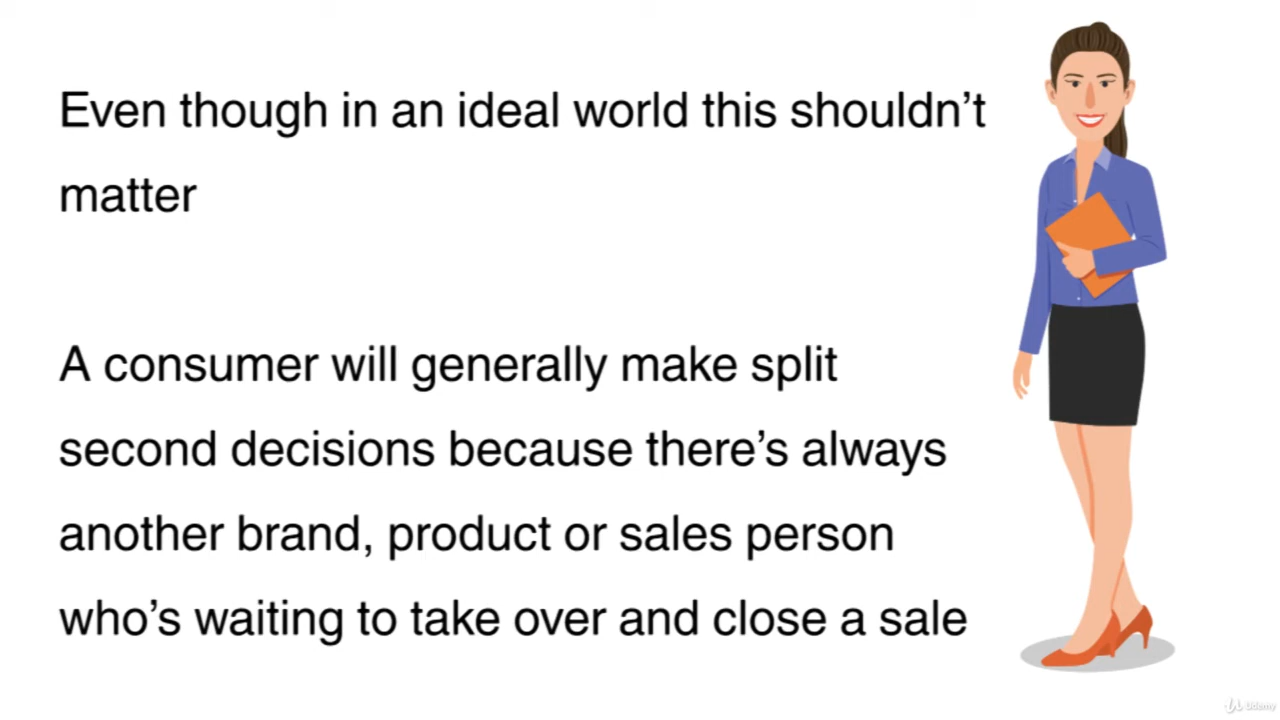 Even though in an ideal world this shouldn’t
matter
A consumer will generally make split
second decisions because there’s always
another brand, product or sales person
who’s waiting to take over and close a sale
Udemy